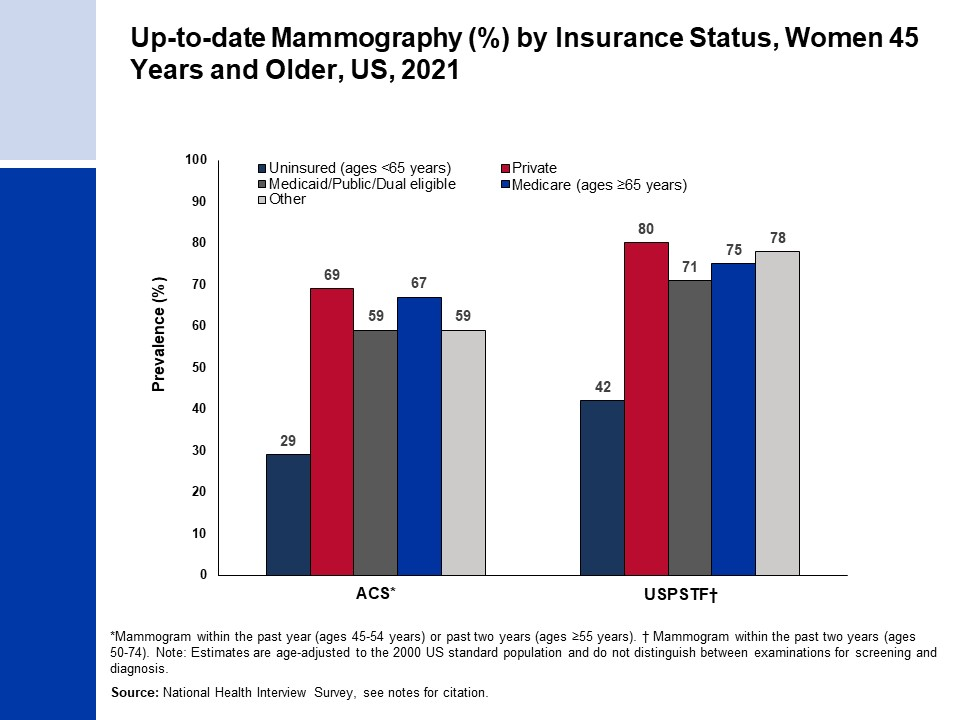 Up-to-date Mammography (%) by Insurance Status, Women 45
Years and Older, US, 2021
Uninsured (ages <65 years)
Private
Medicaid/Public/Dual eligible
Medicare (ages ≥65 years)
Other
Prevalence (%)
100
90
80
70
60
50
40
30
20
10
0
29
69
59
67
59
42
80
71
75
78
ACS*
USPSTF†
*Mammogram within the past year (ages 45-54 years) or past two years (ages ≥55 years). † Mammogram within the past two years (ages
50-74). Note: Estimates are age-adjusted to the 2000 US standard population and do not distinguish between examinations for screening and
diagnosis.
Source: National Health Interview Survey, see notes for citation.